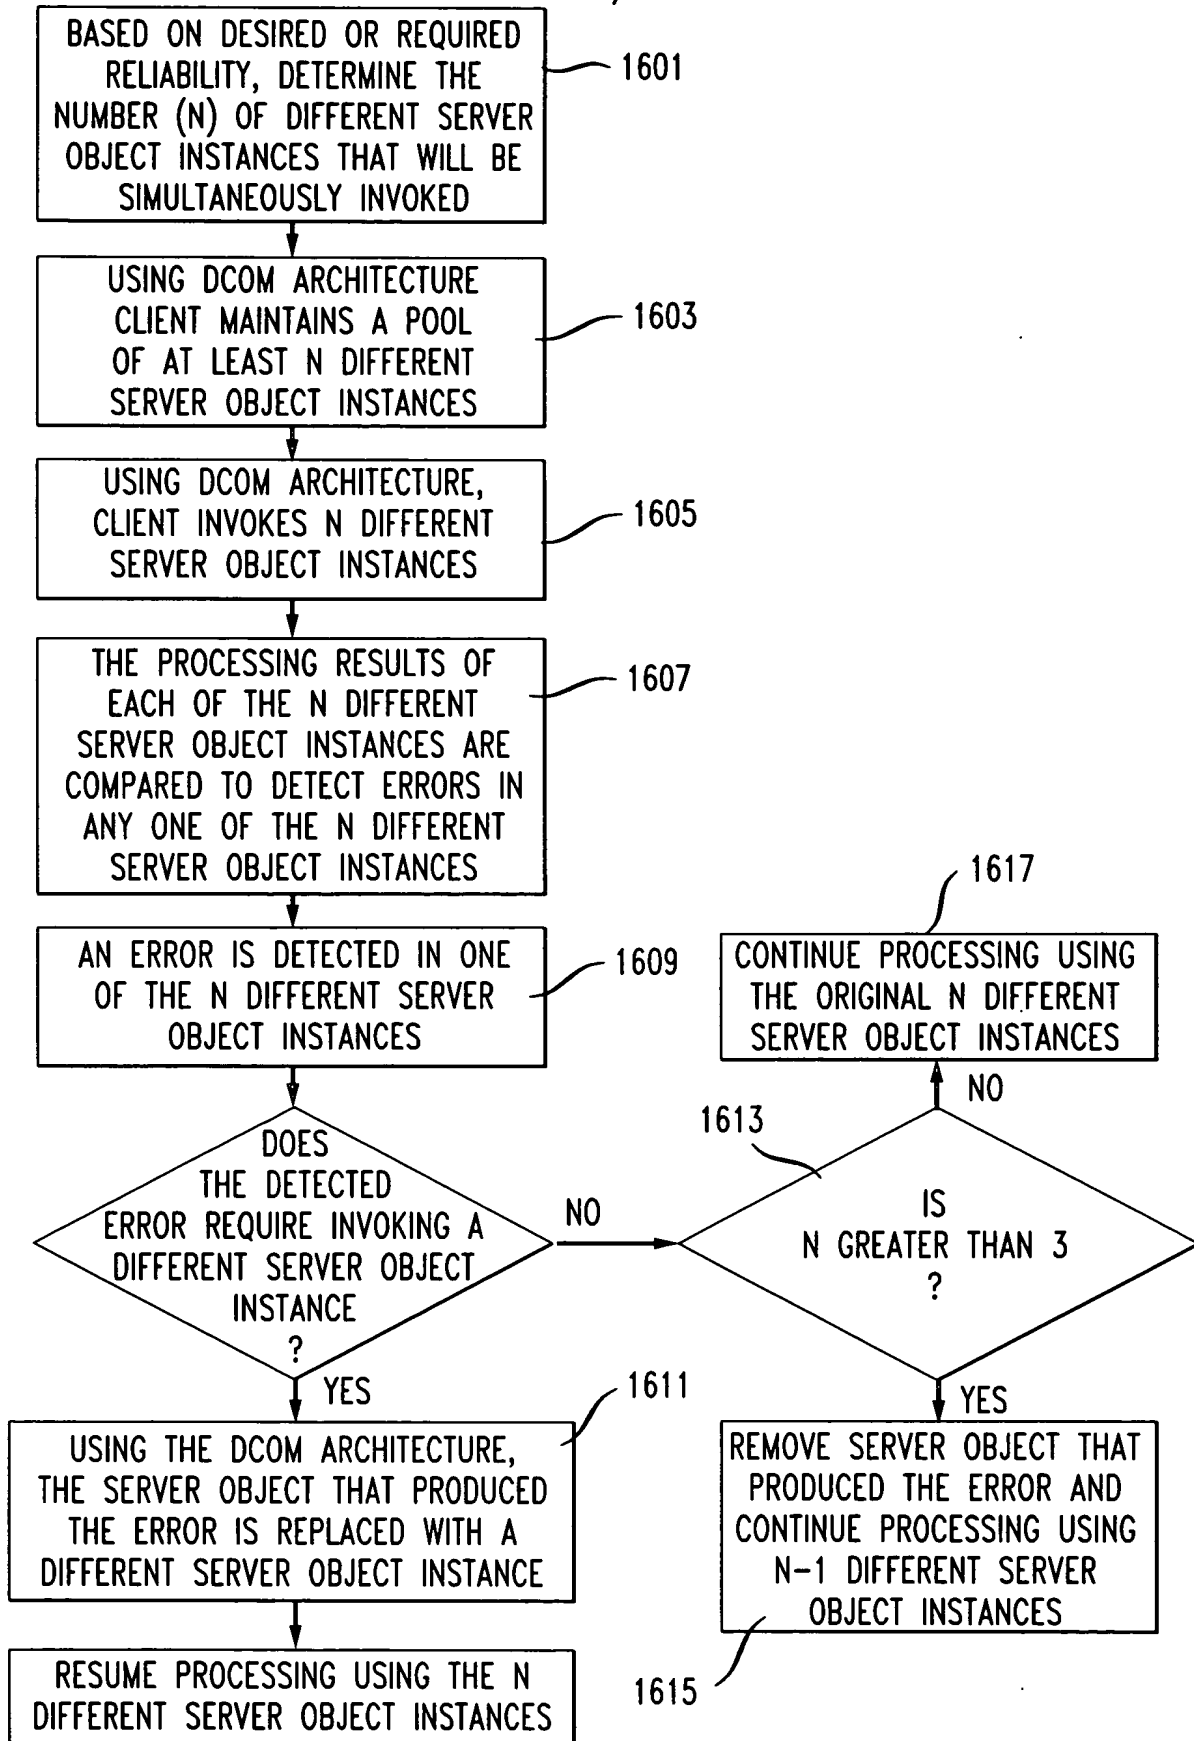 BASED ON DESIRED OR REQUIRED
RELIABILITY, DETERMINE THE
NUMBER (N) OF DIFFERENT SERVER
OBJECT INSTANCES THAT WILL BE
SIMULTANEOUSLY INVOKED
1601
USING DCOM ARCHITECTURE
CLIENT MAINTAINS A POOL
OF AT LEAST N DIFFERENT
SERVER OBJECT INSTANCES
1603
USING DCOM ARCHITECTURE,
CLIENT INVOKES N DIFFERENT
SERVER OBJECT INSTANCES
1605
THE PROCESSING RESULTS OF
EACH OF THE N DIFFERENT
SERVER OBJECT INSTANCES ARE
COMPARED TO DETECT ERRORS IN
ANY ONE OF THE N DIFFERENT
SERVER OBJECT INSTANCES
1607
AN ERROR IS DETECTED IN ONE
OF THE N DIFFERENT SERVER
OBJECT INSTANCES
1609
DOES
THE DETECTED
ERROR REQUIRE INVOKING A
DIFFERENT SERVER OBJECT
INSTANCE
?
NO
YES
1613
IS
N GREATER THAN 3
?
NO
1617
CONTINUE PROCESSING USING
THE ORIGINAL N DIFFERENT
SERVER OBJECT INSTANCES
YES
REMOVE SERVER OBJECT THAT
PRODUCED THE ERROR AND
CONTINUE PROCESSING USING
N-1 DIFFERENT SERVER
OBJECT INSTANCES
1615
1611
USING THE DCOM ARCHITECTURE,
THE SERVER OBJECT THAT PRODUCED
THE ERROR IS REPLACED WITH A
DIFFERENT SERVER OBJECT INSTANCE
RESUME PROCESSING USING THE N
DIFFERENT SERVER OBJECT INSTANCES